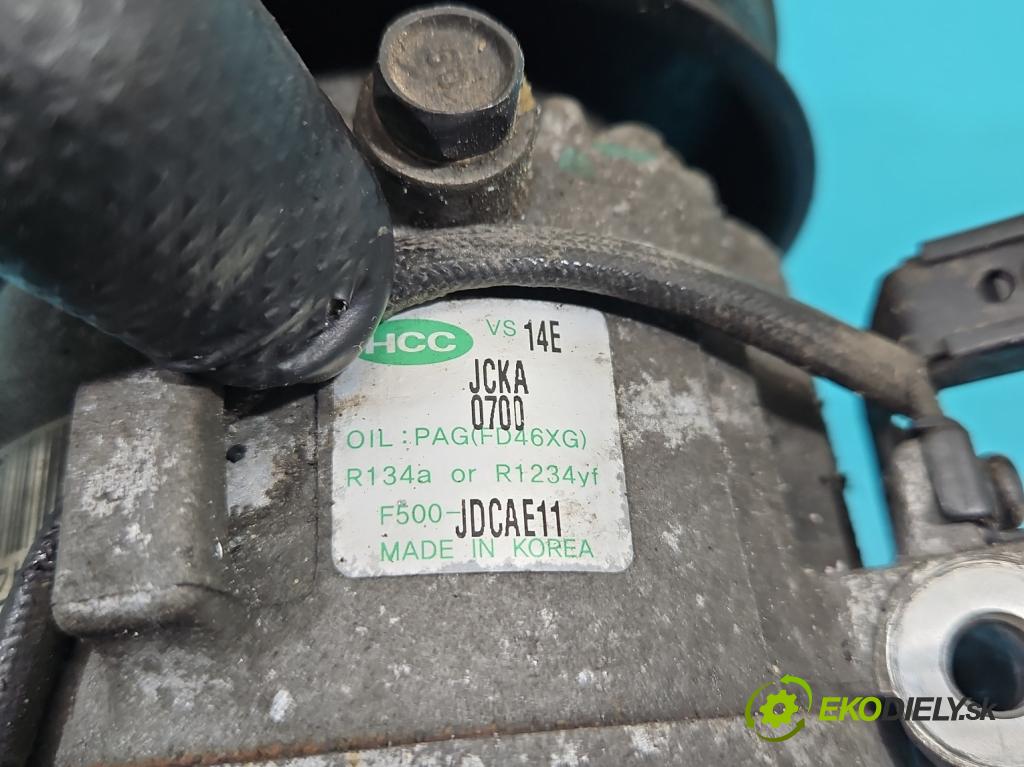 HCC VS 14E
JCKA
0700
OIL : PAG(FD46XG)
R134a or R1234yf
F500-JDCAE11
MADE IN KOREA
EKODIELY.sk